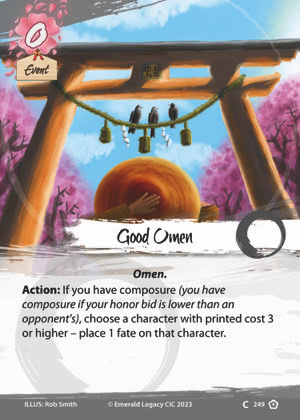 0
Event
Good Omen
Omen.
Action: If you have composure (you have
composure if your honor bid is lower than an
opponent's), choose a character with printed cost 3
or higher – place 1 fate on that character.
ILLUS: Rob Smith © Emerald Legacy CIC 2023 C 249